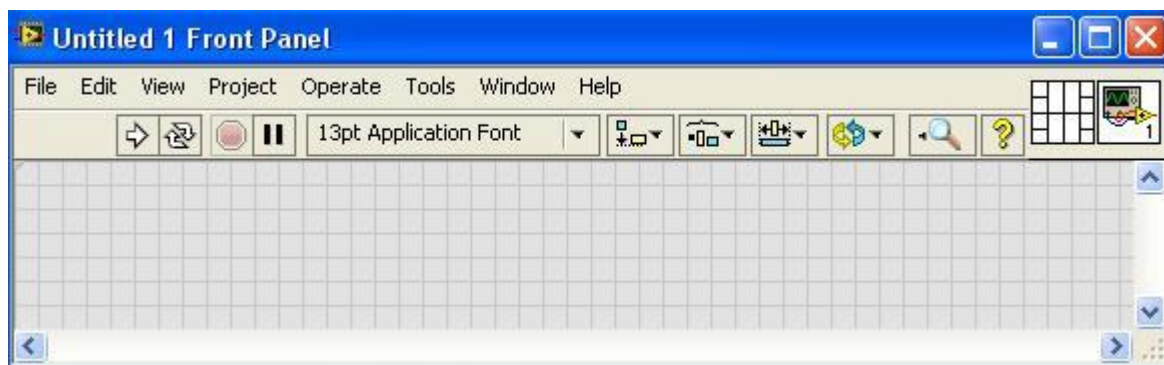 Untitled 1 Front Panel
File Edit View Project Operate Tools Window Help
13pt Application Font
?
1